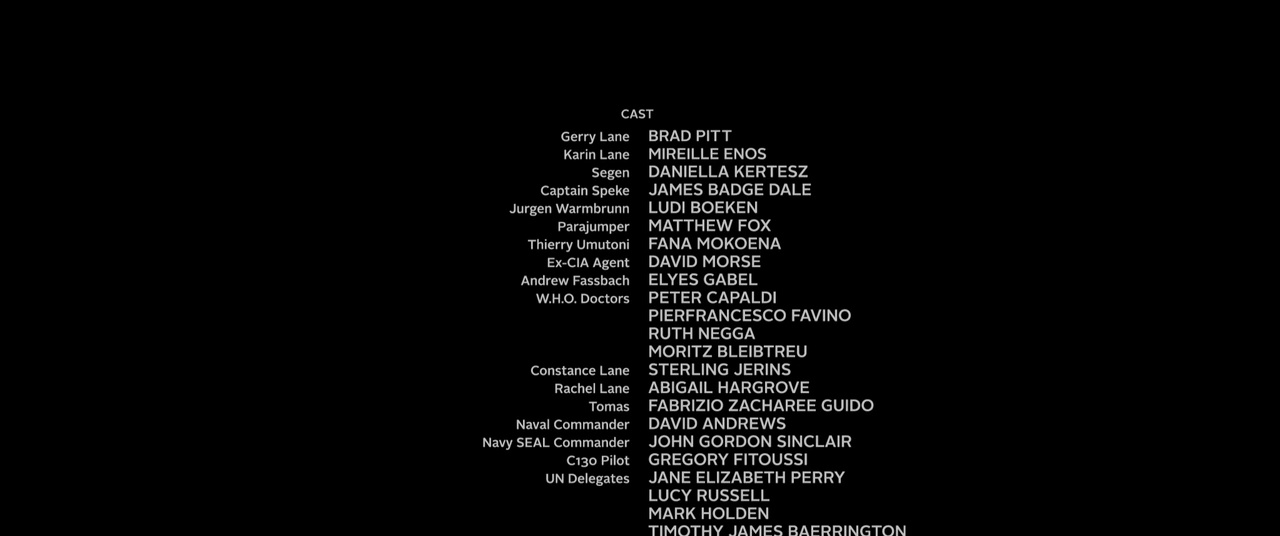 CAST
Gerry Lane BRAD PITT
Karin Lane MIREILLE ENOS
Segen DANIELLA KERTESZ
Captain Speke JAMES BADGE DALE
Jurgen Warmbrunn LUDI BOEKEN
Parajumper MATTHEW FOX
Thierry Umutoni FANA MOKOENA
Ex-CIA Agent DAVID MORSE
Andrew Fassbach ELYES GABEL
W.H.O. Doctors PETER CAPALDI
PIERFRANCESCO FAVINO
RUTH NEGGA
MORITZ BLEIBTREU
Constance Lane STERLING JERINS
Rachel Lane ABIGAIL HARGROVE
Tomas FABRIZIO ZACHAREE GUIDO
Naval Commander DAVID ANDREWS
Navy SEAL Commander JOHN GORDON SINCLAIR
C130 Pilot GREGORY FITOUSSI
UN Delegates JANE ELIZABETH PERRY
LUCY RUSSELL
MARK HOLDEN
TIMOTHY JAMES BAERRINGTON